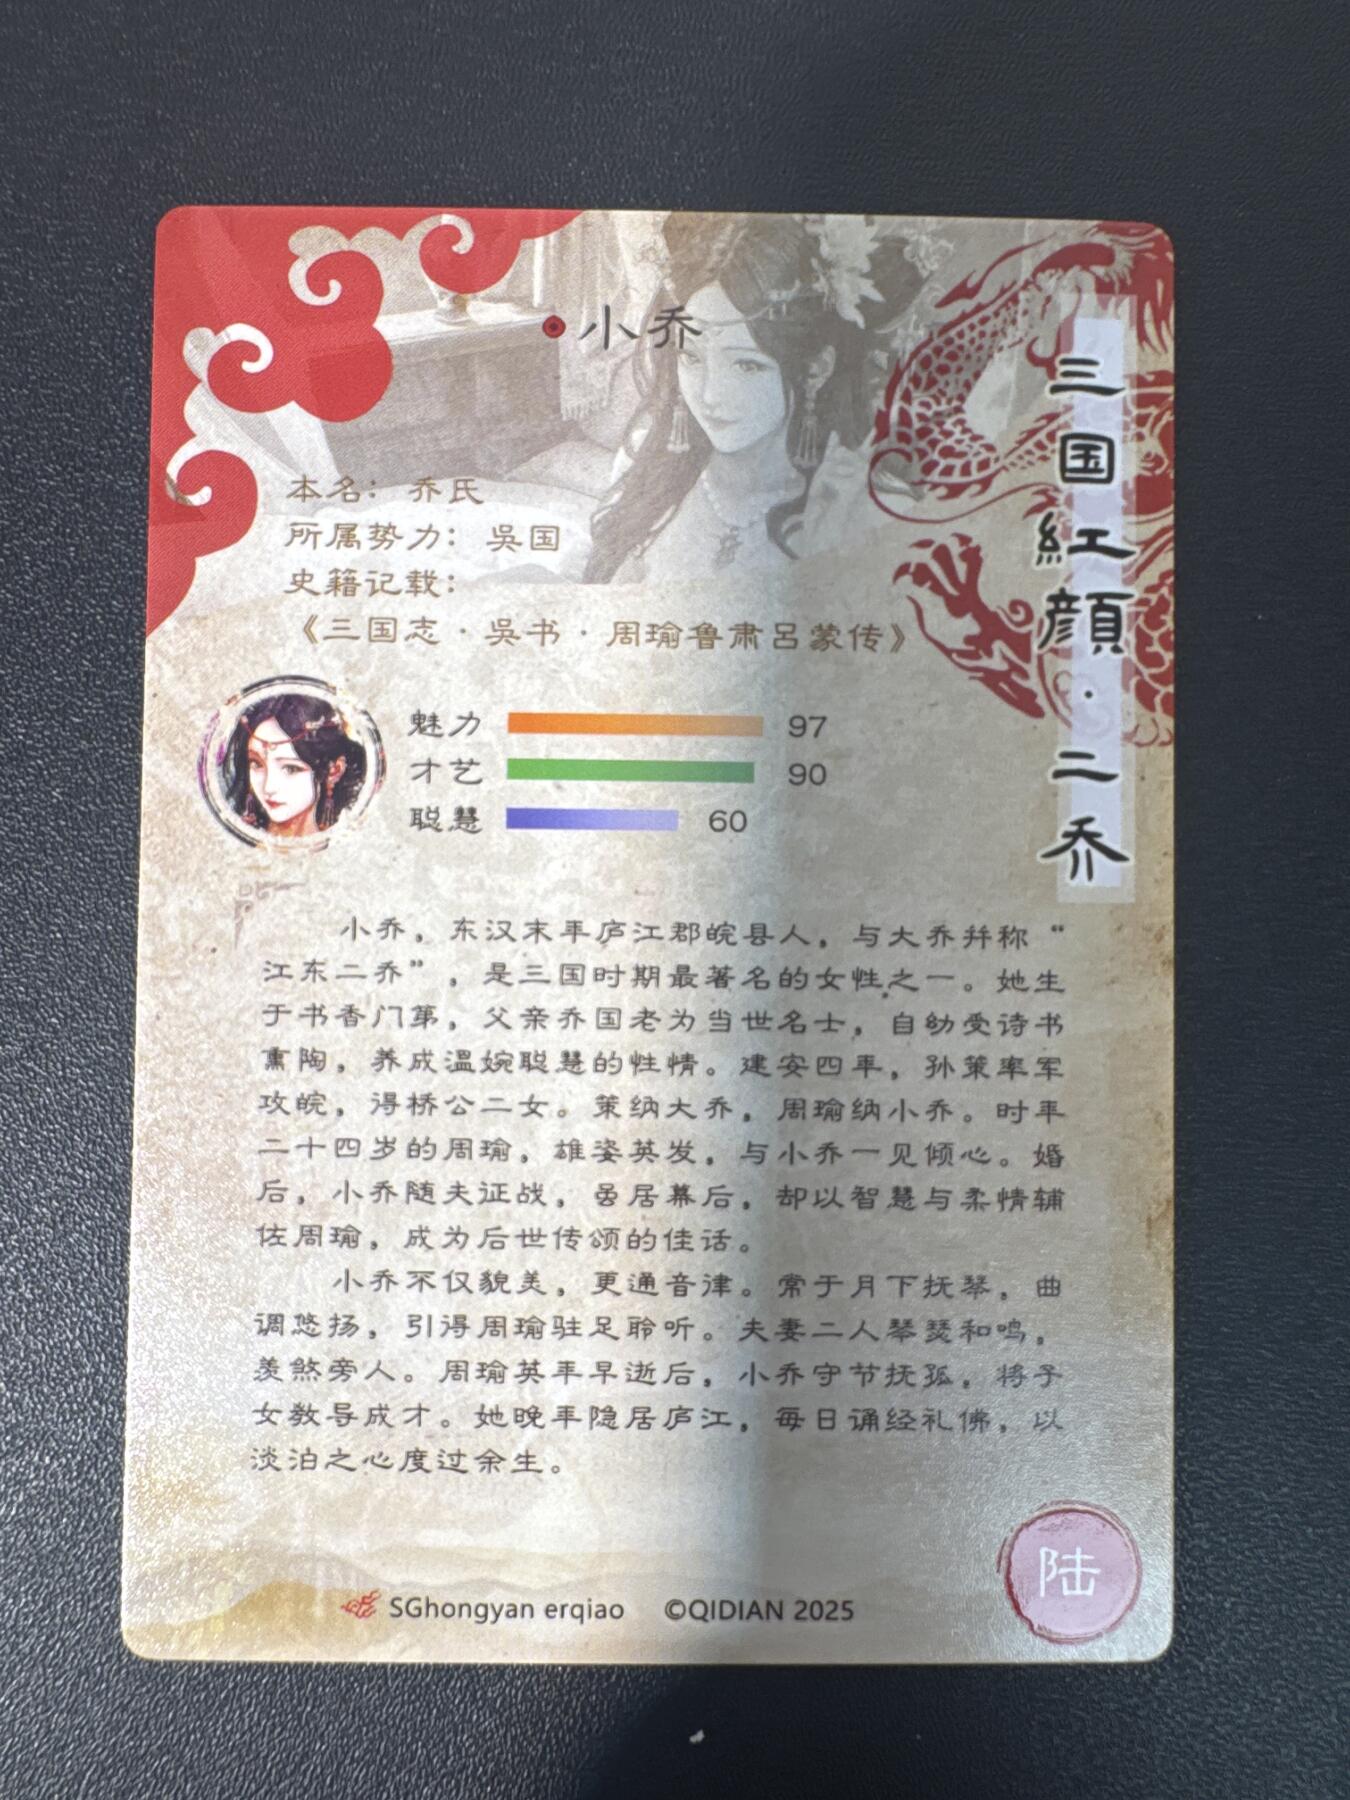 小乔
三国紅顔·二乔
本名：乔氏
所属势力：吳国
史籍记载：
《三国志·吳书·周瑜鲁肃吕蒙传》
魅力 97
才艺 90
聪慧 60
小乔，东汉末年庐江郡皖县人，与大乔并称“
江东二乔”，是三国时期最著名的女性之一。她生
于书香门第，父亲乔国老为当世名士，自幼受诗书
熏陶，养成温婉聪慧的性情。建安四年，孙策率军
攻皖，得桥公二女。策纳大乔，周瑜纳小乔。时年
二十四岁的周瑜，雄姿英发，与小乔一见倾心。婚
后，小乔随夫证战，虽居幕后，却以智慧与柔情辅
佐周瑜，成为后世传颂的佳话。
小乔不仅貌美，更通音律。常于月下抚琴，曲
调悠扬，引得周瑜驻足聆听。夫妻二人琴瑟和鸣，
羡煞旁人。周瑜英年早逝后，小乔守节抚孤，将子
女教导成才。她晚年隐居庐江，每日诵经礼佛，以
淡泊之心度过余生。
陆
SGhongyan erqiao ©QIDIAN 2025